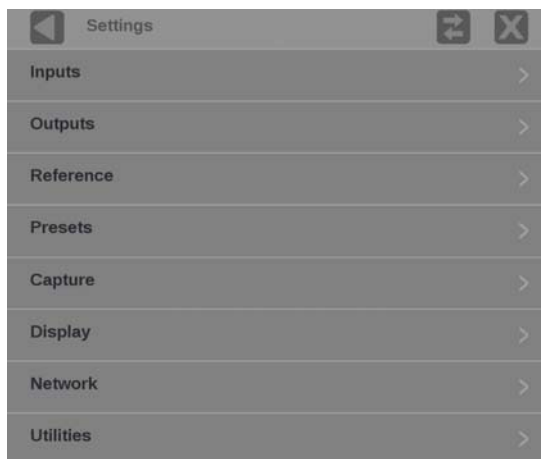 Settings
Inputs
Outputs
Reference
Presets
Capture
Display
Network
Utilities